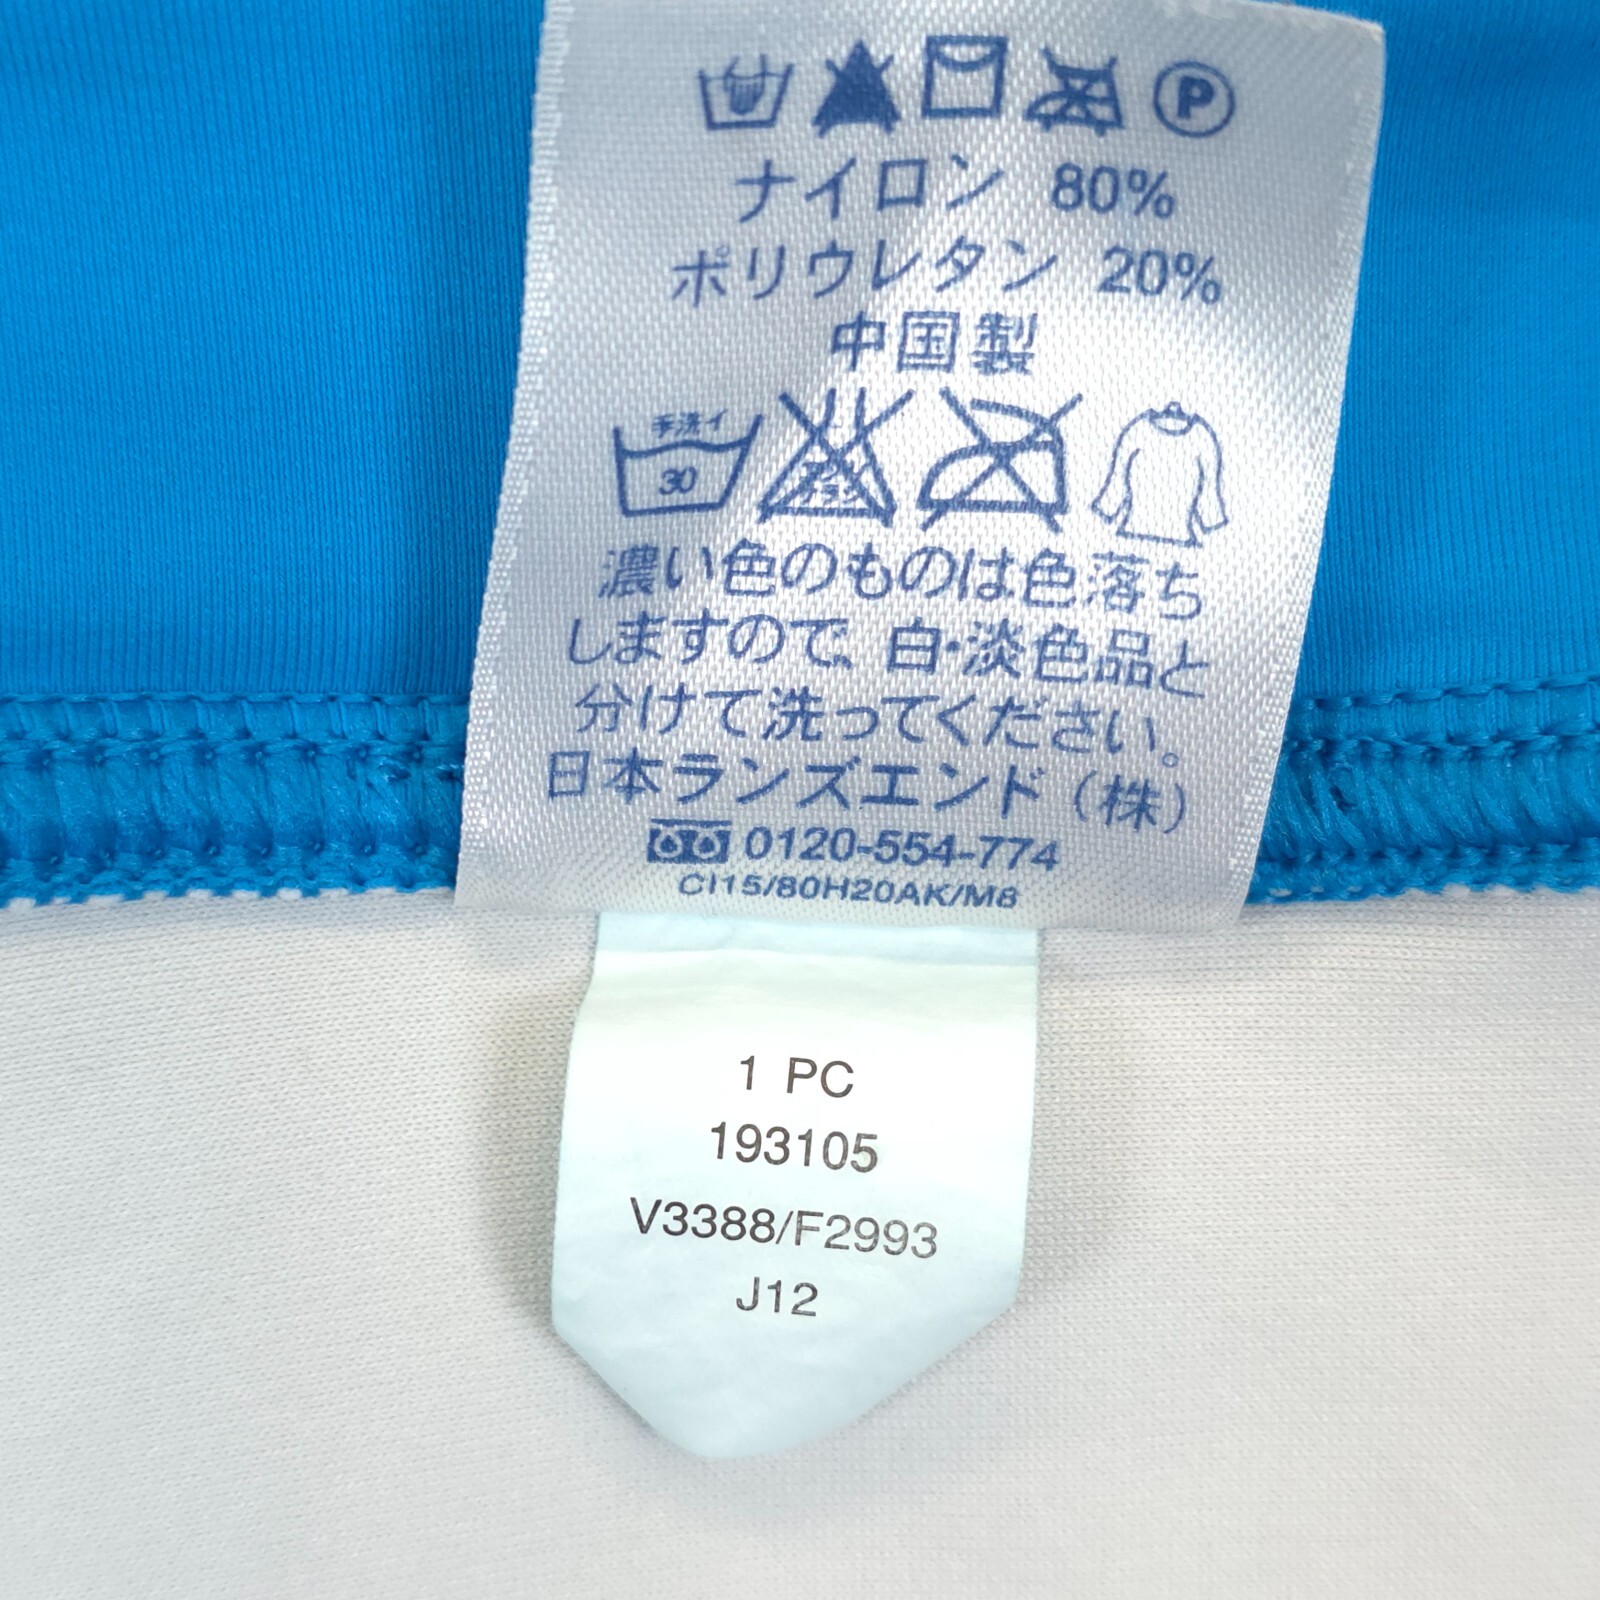 P
ナイロン 80%
ポリウレタン 20%
中国製
手洗イ
30
濃い色のものは色落ち
しますので、白・淡色品と
分けて洗ってください。
日本ランズエンド(株)
0120-554-774
CI15/80H20AK/M8
1 PC
193105
V3388/F2993
J12